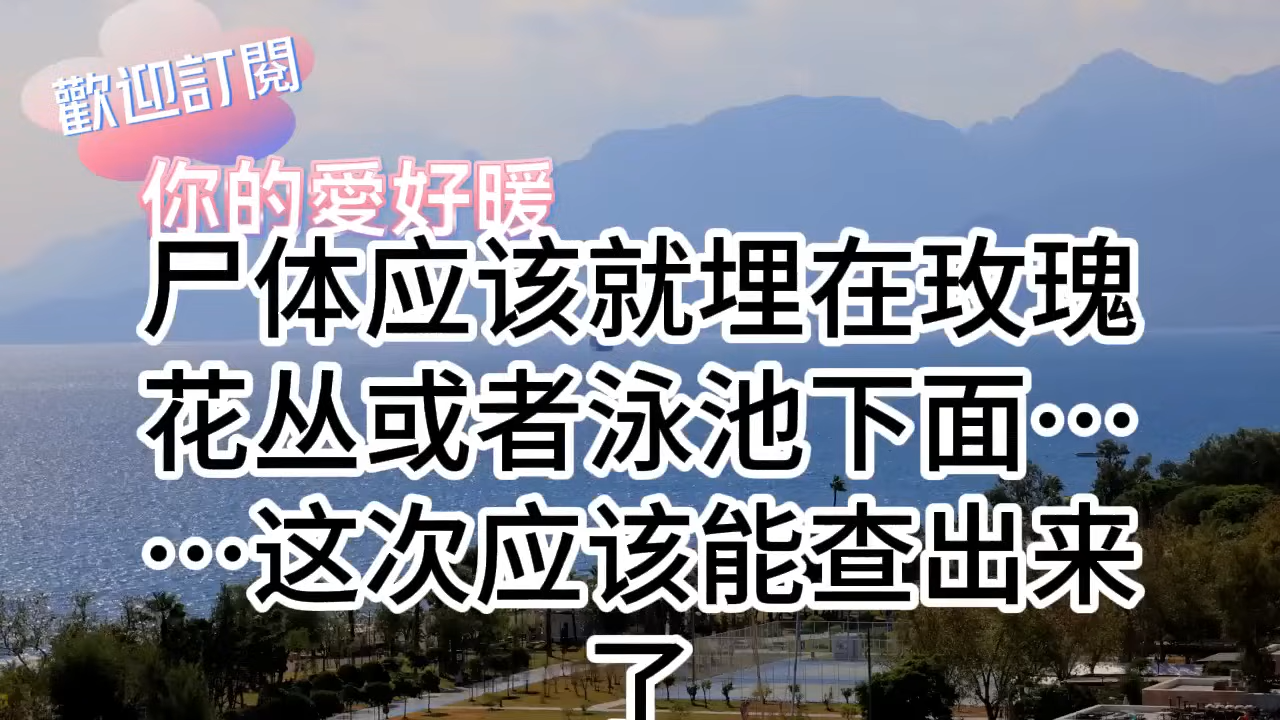 歡迎訂閱
你的愛好暖
尸体应该就埋在玫瑰
花丛或者泳池下面…
…这次应该能查出来
了